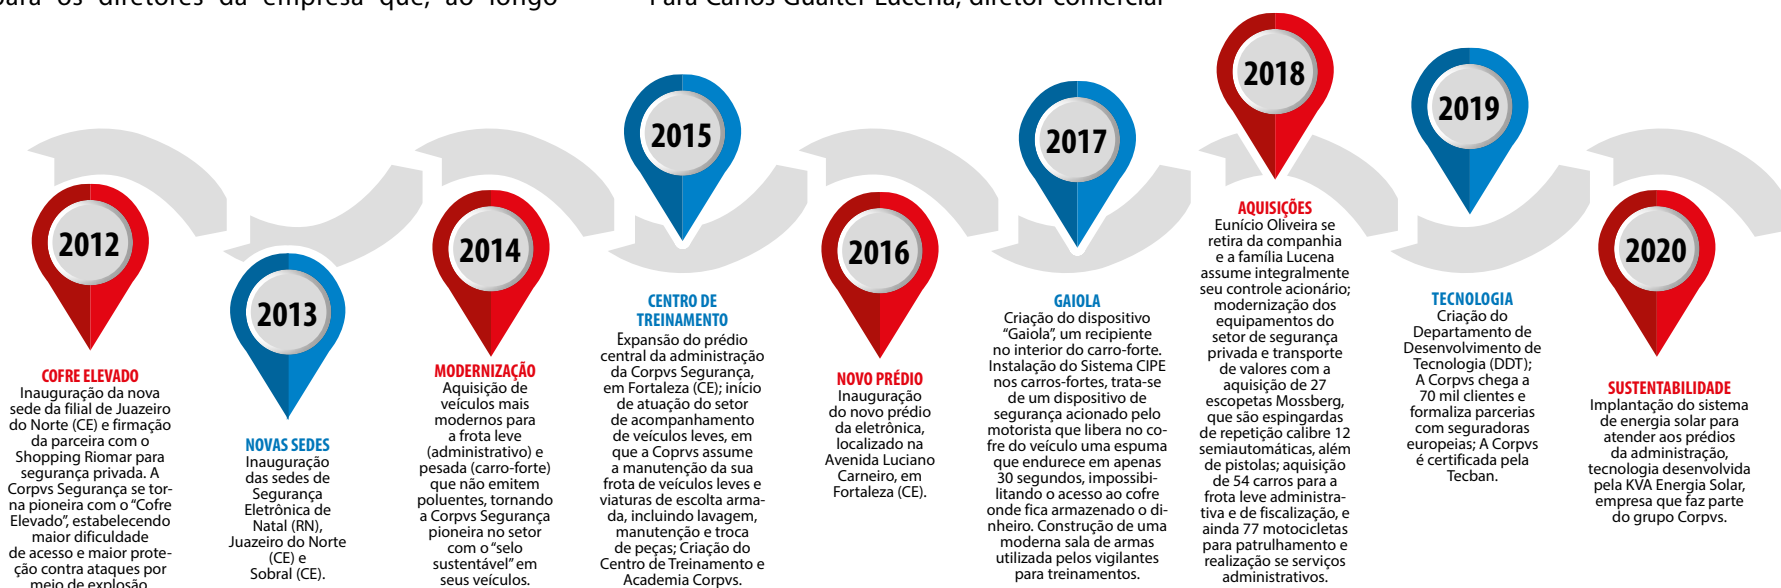 para os diretores da empresa que, ao longo
Para Carlos Gualter Lucena, diretor comercial
2012
COFRE ELEVADO
Inauguração da nova
sede da filial de Juazeiro
do Norte (CE) e firmação
da parceira com o
Shopping Riomar para
segurança privada. A
Corpvs Segurança se tor-
na pioneira com o “Cofre
Elevado”, estabelecendo
maior dificuldade
de acesso e maior prote-
ção contra ataques por
meio de explosão
2013
NOVAS SEDES
Inauguração
das sedes de
Segurança
Eletrônica de
Natal (RN),
Juazeiro do Norte
(CE) e
Sobral (CE).
2014
MODERNIZAÇÃO
Aquisição de
veículos mais
modernos para
a frota leve
(administrativo) e
pesada (carro-forte)
que não emitem
poluentes, tornando
a Corpvs Segurança
pioneira no setor
com o “selo
sustentável” em
seus veículos.
2015
CENTRO DE
TREINAMENTO
Expansão do prédio
central da administração
da Corpvs Segurança,
em Fortaleza (CE); início
de atuação do setor
de acompanhamento
de veículos leves, em
que a Coprvs assume
a manutenção da sua
frota de veículos leves e
viaturas de escolta arma-
da, incluindo lavagem,
manutenção e troca
de peças; Criação do
Centro de Treinamento e
Academia Corpvs.
2016
NOVO PRÉDIO
Inauguração
do novo prédio
da eletrônica,
localizado na
Avenida Luciano
Carneiro, em
Fortaleza (CE).
2017
GAIOLA
Criação do dispositivo
“Gaiola”, um recipiente
no interior do carro-forte.
Instalação do Sistema CIPE
nos carros-fortes, trata-se
de um dispositivo de
segurança acionado pelo
motorista que libera no co-
fre do veículo uma espuma
que endurece em apenas
30 segundos, impossibi-
litando o acesso ao cofre
onde fica armazenado o di-
nheiro. Construção de uma
moderna sala de armas
utilizada pelos vigilantes
para treinamentos.
2018
AQUISIÇÕES
Eunício Oliveira se
retira da companhia
e a família Lucena
assume integralmente
seu controle acionário;
modernização dos
equipamentos do
setor de segurança
privada e transporte
de valores com a
aquisição de 27
escopetas Mossberg,
que são espingardas
de repetição calibre 12
semiautomáticas, além
de pistolas; aquisição
de 54 carros para a
frota leve administra-
tiva e de fiscalização, e
ainda 77 motocicletas
para patrulhamento e
realização se serviços
administrativos.
2019
TECNOLOGIA
Criação do
Departamento de
Desenvolvimento de
Tecnologia (DDT);
A Corpvs chega a
70 mil clientes e
formaliza parcerias
com seguradoras
europeias; A Corpvs
é certificada pela
Tecban.
2020
SUSTENTABILIDADE
Implantação do sistema
de energia solar para
atender aos prédios
da administração,
tecnologia desenvolvida
pela KVA Energia Solar,
empresa que faz parte
do grupo Corpvs.